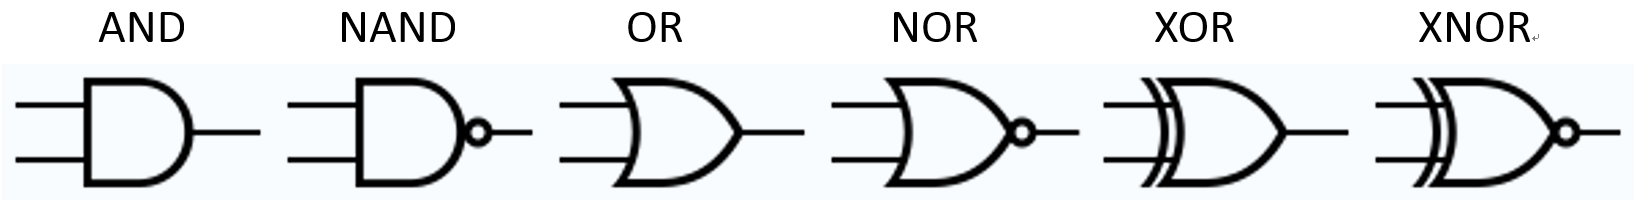 AND NAND OR NOR XOR XNOR